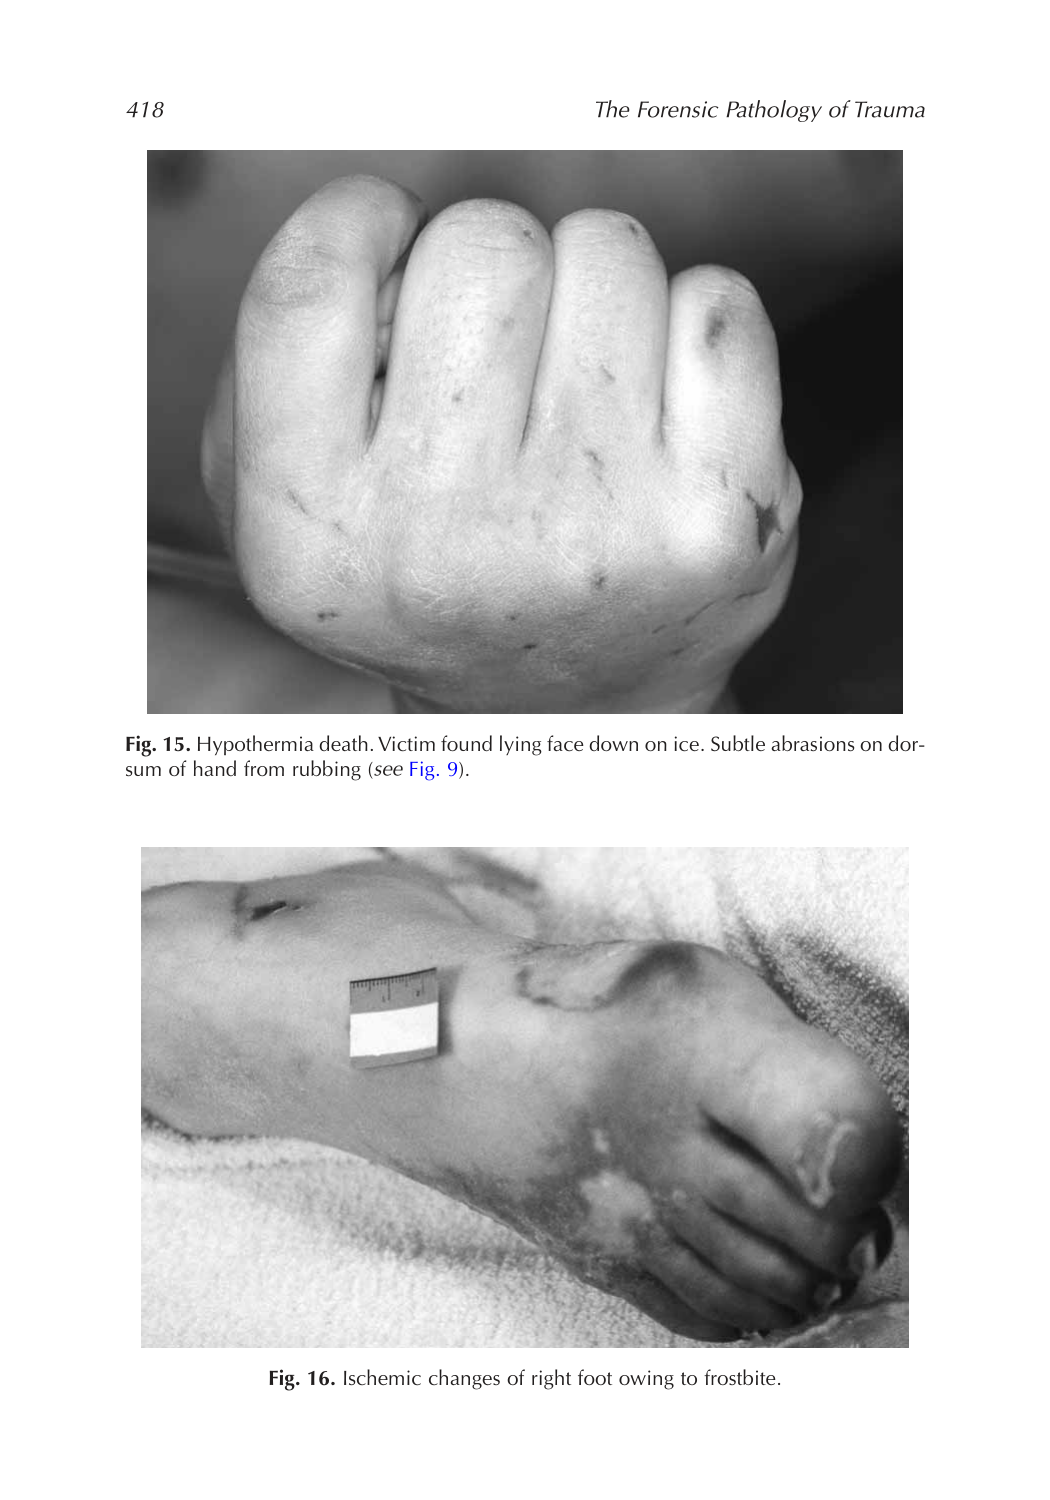 418
The Forensic Pathology of Trauma
Fig. 15. Hypothermia death. Victim found lying face down on ice. Subtle abrasions on dor-
sum of hand from rubbing (see Fig. 9).
Fig. 16. Ischemic changes of right foot owing to frostbite.